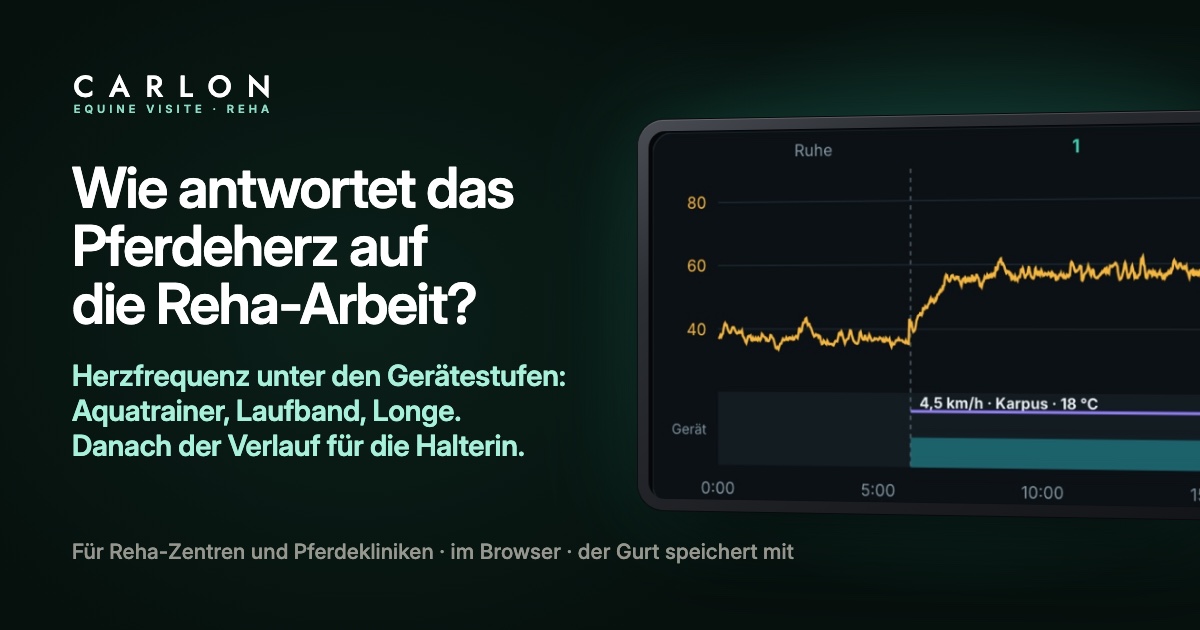 CARLON
EQUINE VISITE · REHA
Wie antwortet das
Pferdeherz auf
die Reha-Arbeit?
Herzfrequenz unter den Gerätestufen:
Aquatrainer, Laufband, Longe.
Danach der Verlauf für die Halterin.
Für Reha-Zentren und Pferdekliniken · im Browser · der Gurt speichert mit
Ruhe 1
80
60
40
4,5 km/h · Karpus · 18 °C
Gerät
0:00 5:00 10:00